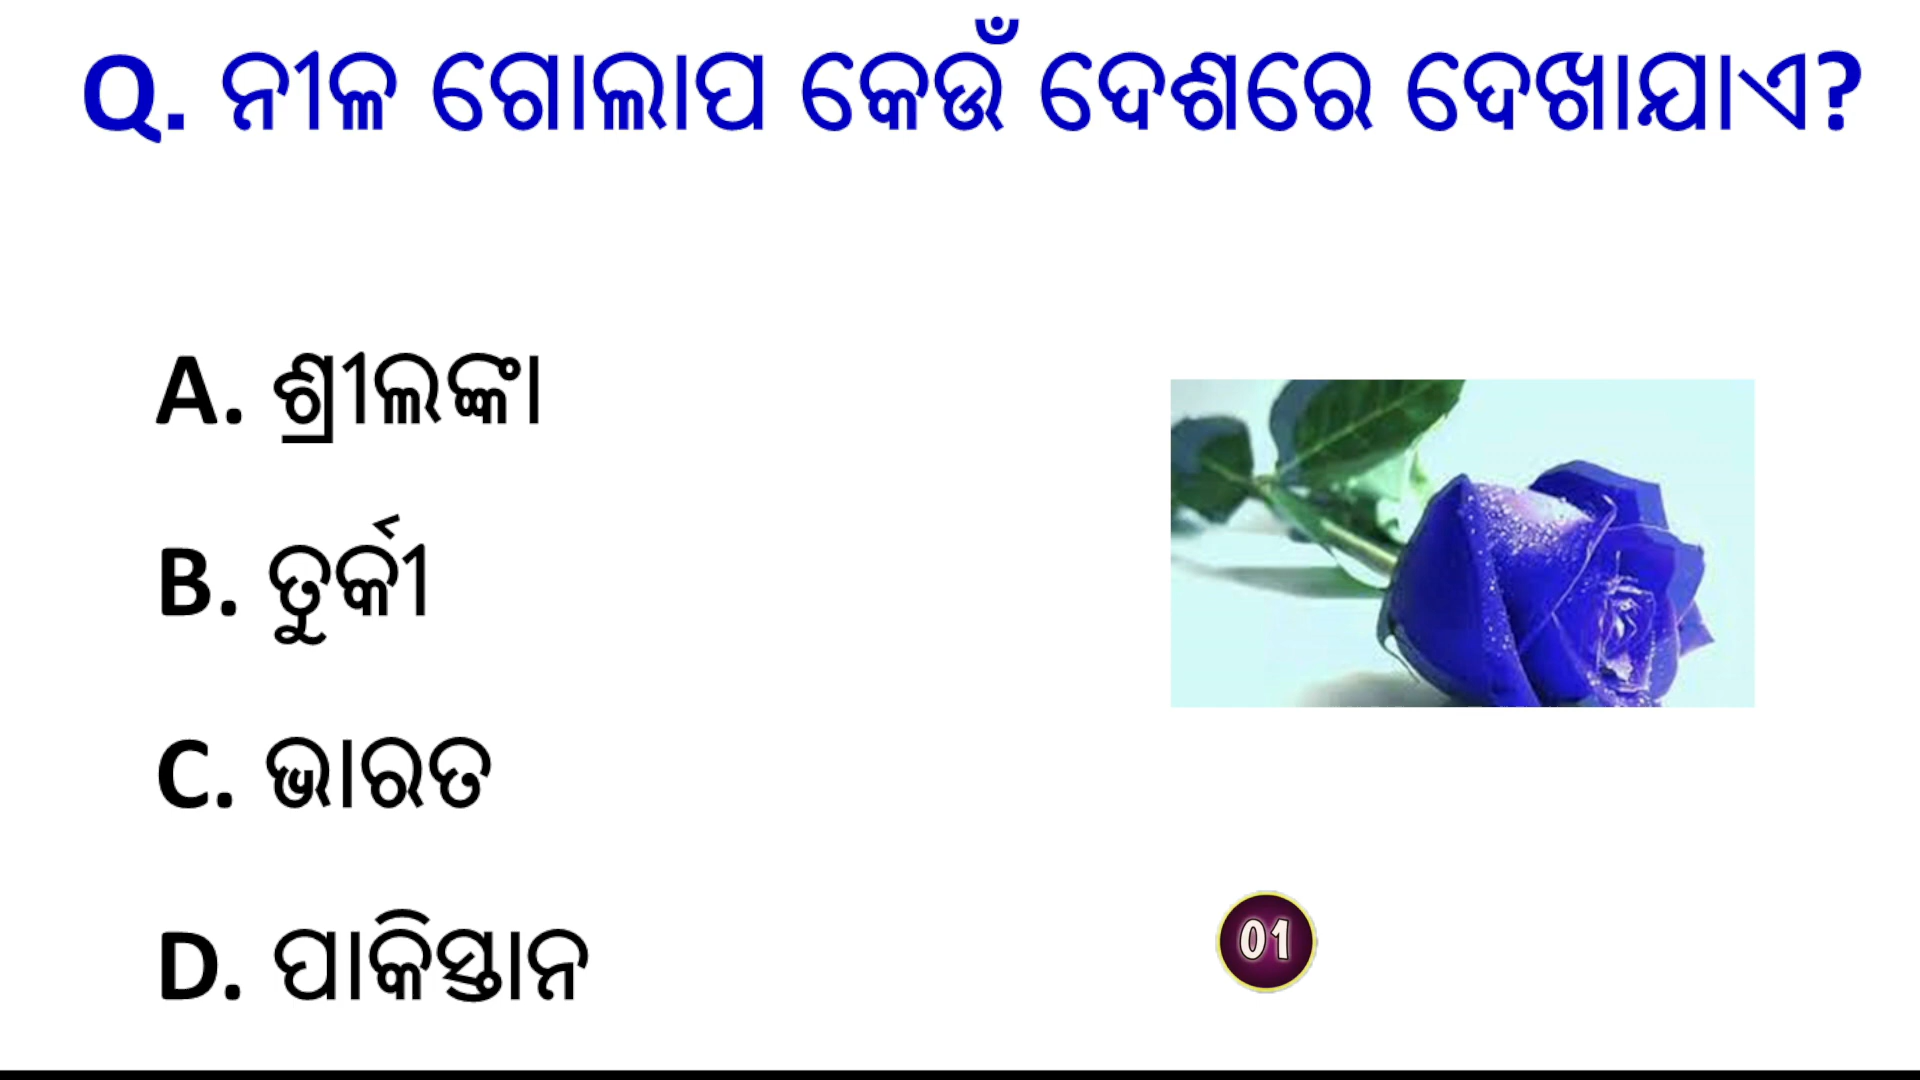 Q. ନୀଳ ଗୋଲାପ କେଉଁ ଦେଶରେ ଦେଖାଯାଏ?
A. ଶ୍ରୀଲଙ୍କା
B. ତୁର୍କୀ
C. ଭାରତ
D. ପାକିସ୍ତାନ
01